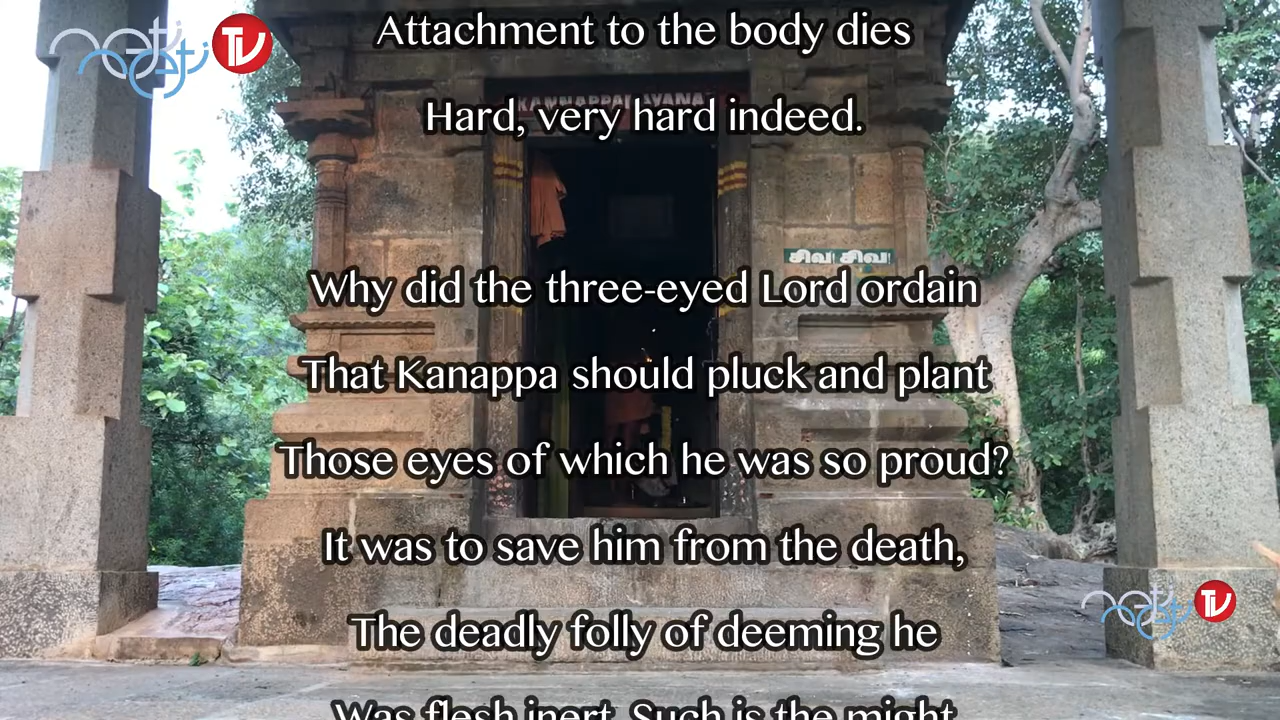 Attachment to the body dies
Hard, very hard indeed.
சிவ! சிவ!
Why did the three-eyed Lord ordain
That Kanappa should pluck and plant
Those eyes of which he was so proud?
It was to save him from the death,
The deadly folly of deeming he
Was flesh inert. Such is the might
TV
TV